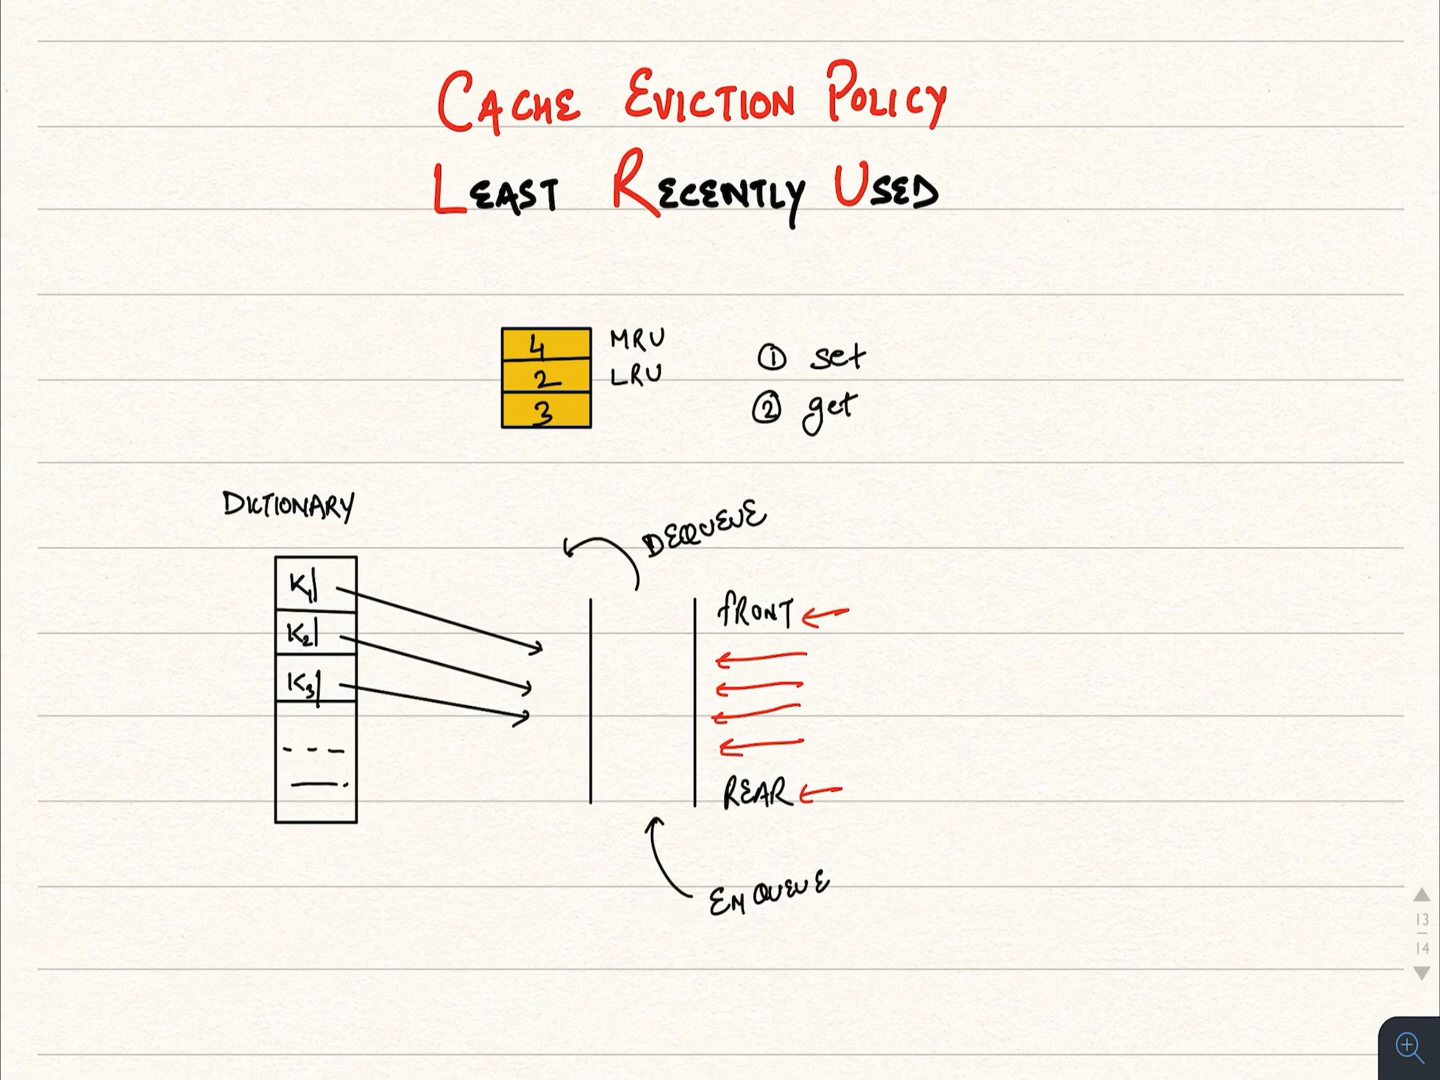 CACHE EVICTION POLICY
LEAST RECENTLY USED
4 MRU
2 LRU
3
① set
② get
DICTIONARY
DEQUEUE
K1
K2
K3
FRONT
REAR
ENQUEUE
13
14